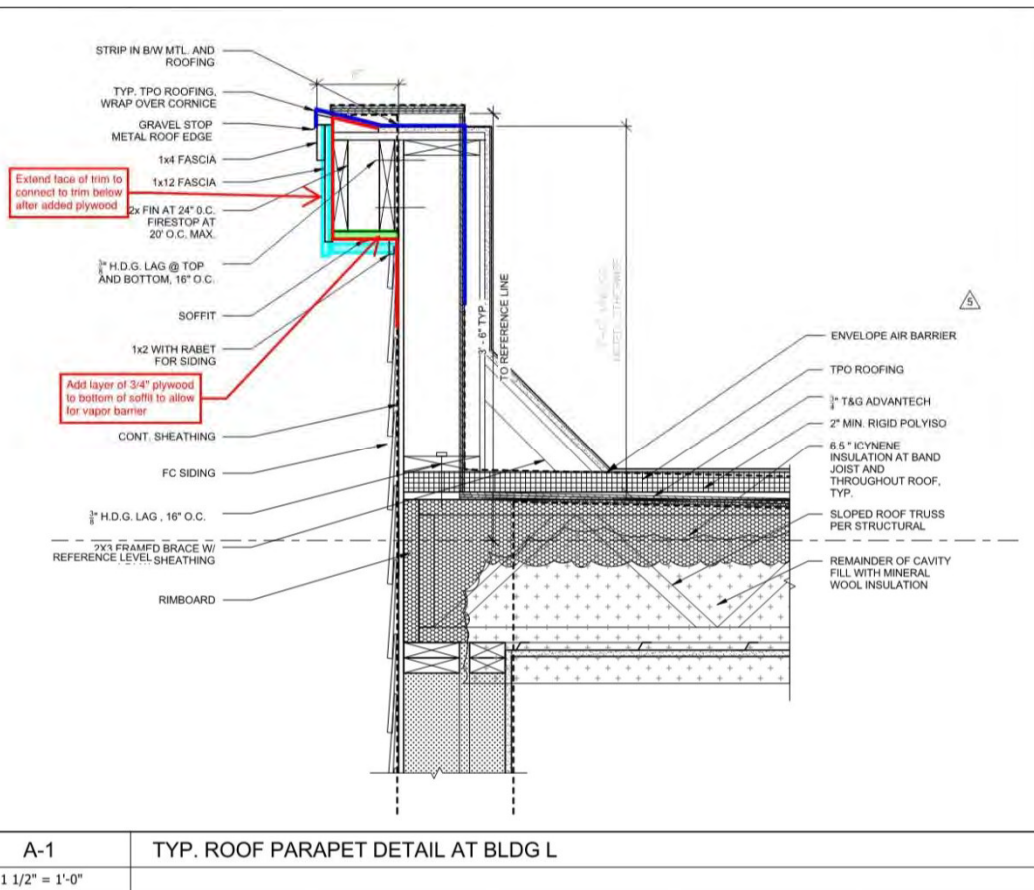 STRIP IN B/W MTL. AND
ROOFING
TYP. TPO ROOFING,
WRAP OVER CORNICE
GRAVEL STOP
METAL ROOF EDGE
1x4 FASCIA
1x12 FASCIA
Extend face of trim to
connect to trim below
after added plywood
2x FIN AT 24" O.C.
FIRESTOP AT
20' O.C. MAX.
" H.D.G. LAG @ TOP
AND BOTTOM, 16" O.C.
SOFFIT
1x2 WITH RABET
FOR SIDING
Add layer of 3/4" plywood
to bottom of soffit to allow
for vapor barrier
CONT. SHEATHING
FC SIDING
" H.D.G. LAG , 16" O.C.
2X3 FRAMED BRACE W/
REFERENCE LEVEL SHEATHING
RIMBOARD
3' - 6" TYP.
TO REFERENCE LINE
5
ENVELOPE AIR BARRIER
TPO ROOFING
3/4" T&G ADVANTECH
2" MIN. RIGID POLYISO
6.5 " ICYNENE
INSULATION AT BAND
JOIST AND
THROUGHOUT ROOF,
TYP.
SLOPED ROOF TRUSS
PER STRUCTURAL
REMAINDER OF CAVITY
FILL WITH MINERAL
WOOL INSULATION
A-1
TYP. ROOF PARAPET DETAIL AT BLDG L
1 1/2" = 1'-0"